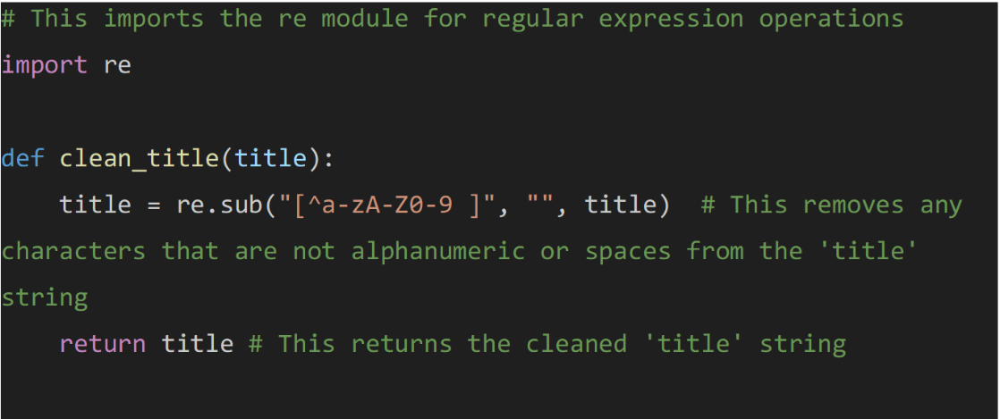 # This imports the re module for regular expression operations
import re
def clean_title(title):
    title = re.sub("[^a-zA-Z0-9 ]", "", title)  # This removes any
characters that are not alphanumeric or spaces from the 'title'
string
    return title # This returns the cleaned 'title' string